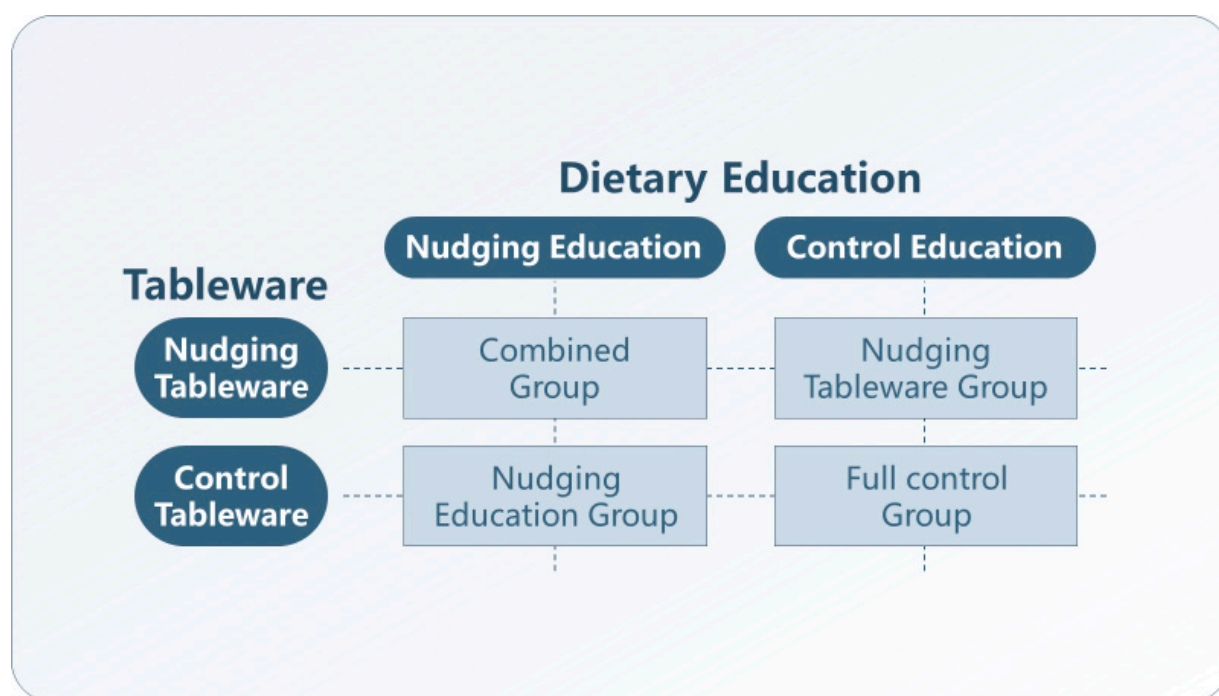 Dietary Education
Nudging Education
Control Education
Tableware
Nudging
Tableware
Combined
Group
Nudging
Tableware Group
Control
Tableware
Nudging
Education Group
Full control
Group